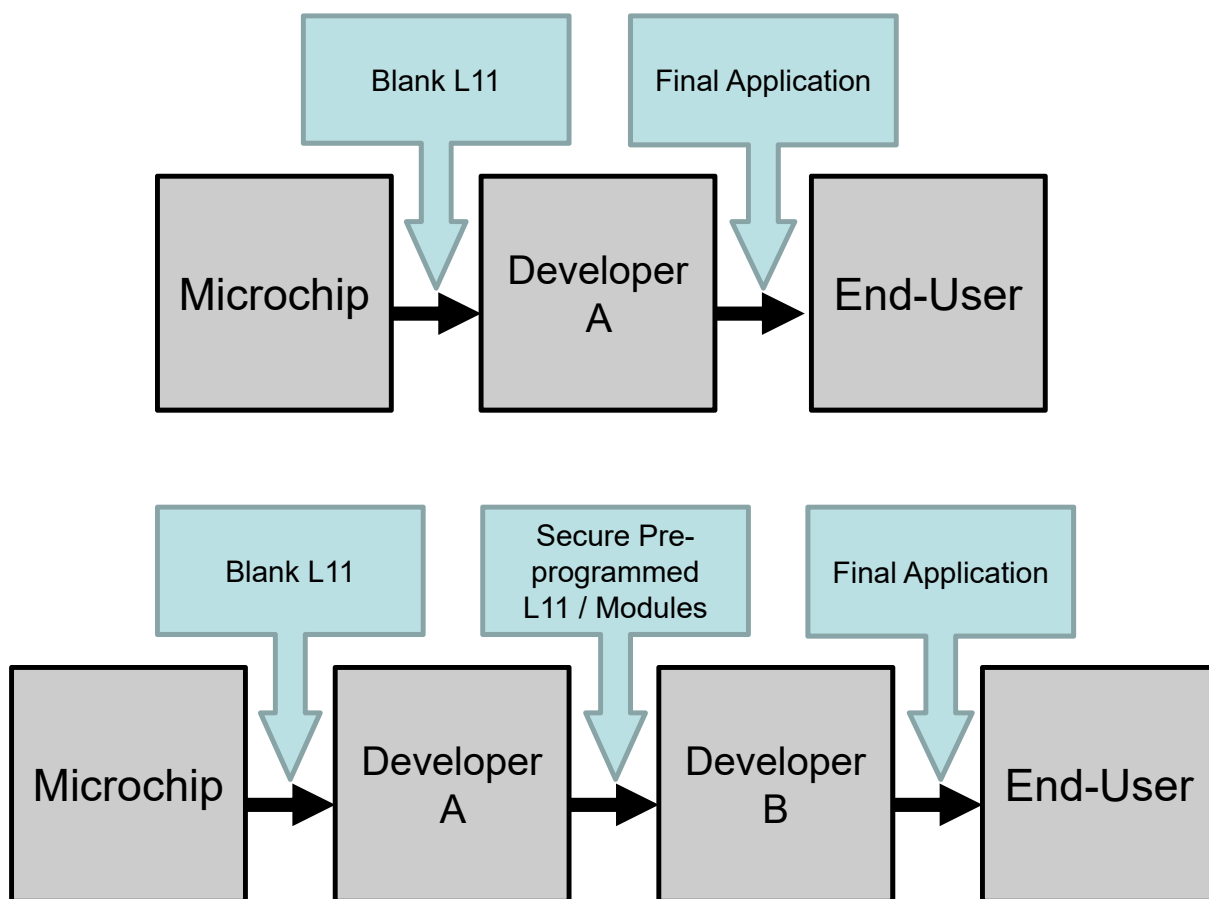 Blank L11
Final Application
Microchip
Developer
A
End-User
Blank L11
Secure Pre-
programmed
L11 / Modules
Final Application
Microchip
Developer
A
Developer
B
End-User